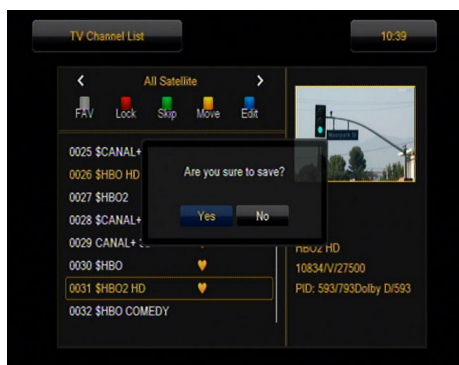 TV Channel List
10:39
All Satellite
FAV Lock Skip Move Edit
0025 $CANAL+
0026 $HBO HD
0027 $HBO2
0028 $CANAL+
0029 CANAL+
0030 $HBO
0031 $HBO2 HD
0032 $HBO COMEDY
Are you sure to save?
Yes No
HBO2 HD
10834/V/27500
PID: 593/793Dolby D/593